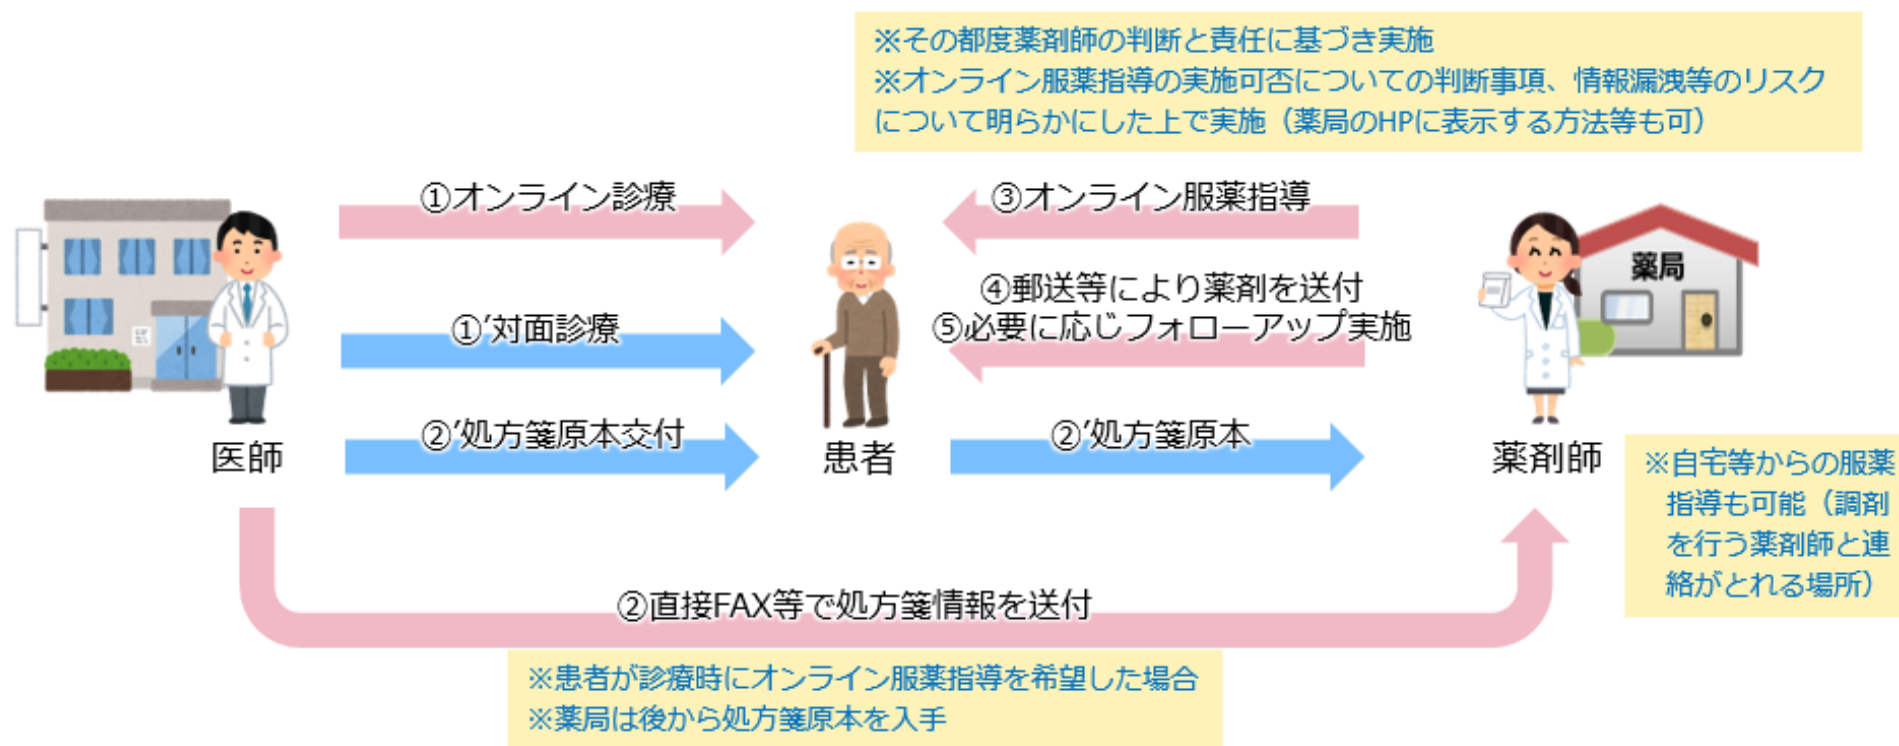 ※その都度薬剤師の判断と責任に基づき実施
※オンライン服薬指導の実施可否についての判断事項、情報漏洩等のリスク
について明らかにした上で実施（薬局のHPに表示する方法等も可）
①オンライン診療
③オンライン服薬指導
薬局
④郵送等により薬剤を送付
①’対面診療
⑤必要に応じフォローアップ実施
②’処方箋原本交付
②’処方箋原本
医師
患者
薬剤師
※自宅等からの服薬
指導も可能（調剤
を行う薬剤師と連
絡がとれる場所）
②直接FAX等で処方箋情報を送付
※患者が診療時にオンライン服薬指導を希望した場合
※薬局は後から処方箋原本を入手